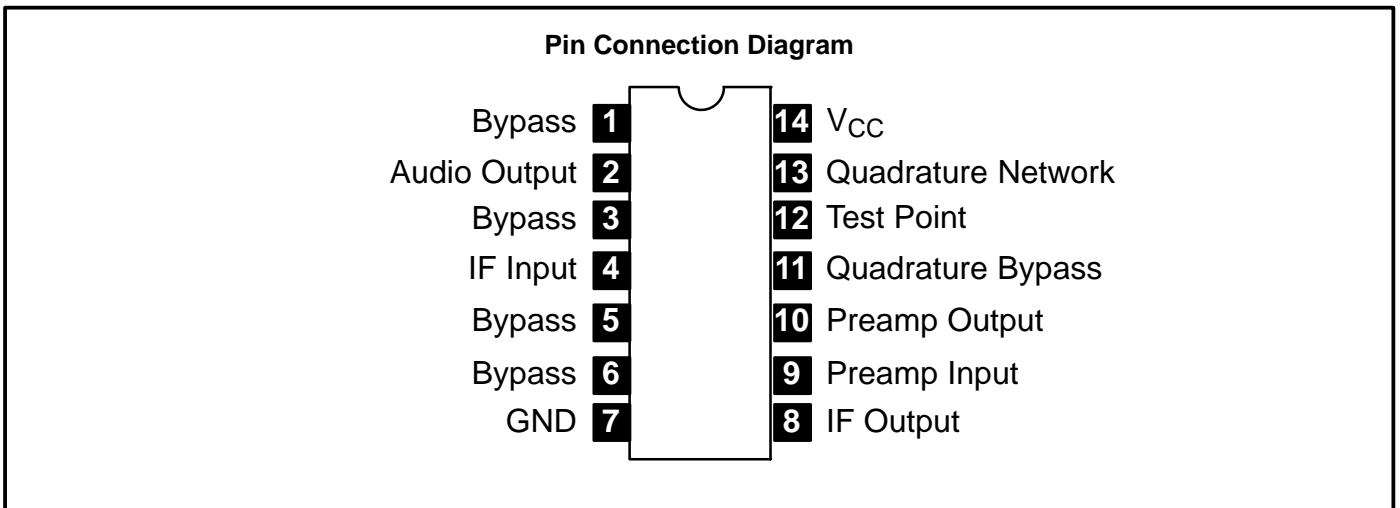 Pin Connection Diagram
Bypass 1 14 VCC
Audio Output 2 13 Quadrature Network
Bypass 3 12 Test Point
IF Input 4 11 Quadrature Bypass
Bypass 5 10 Preamp Output
Bypass 6 9 Preamp Input
GND 7 8 IF Output